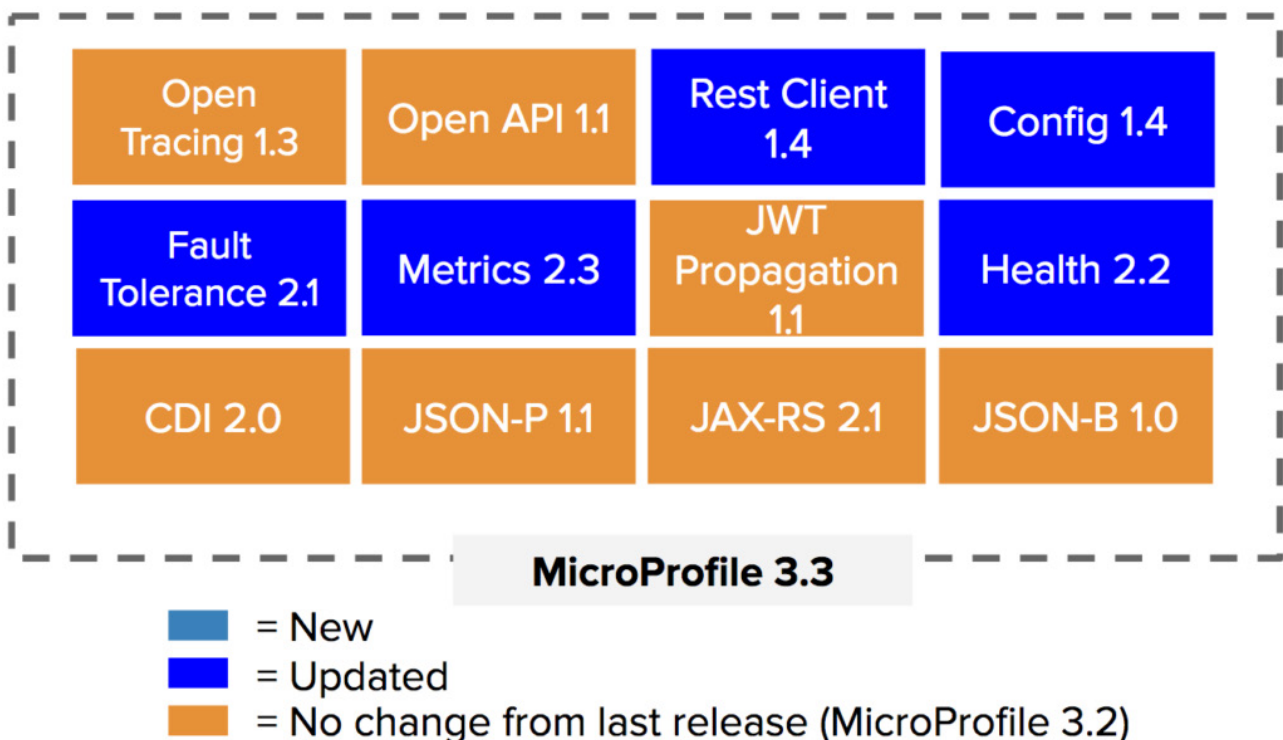 Open
Tracing 1.3
Open API 1.1
Rest Client
1.4
Config 1.4
Fault
Tolerance 2.1
Metrics 2.3
JWT
Propagation
1.1
Health 2.2
CDI 2.0
JSON-P 1.1
JAX-RS 2.1
JSON-B 1.0
MicroProfile 3.3
= New
= Updated
= No change from last release (MicroProfile 3.2)